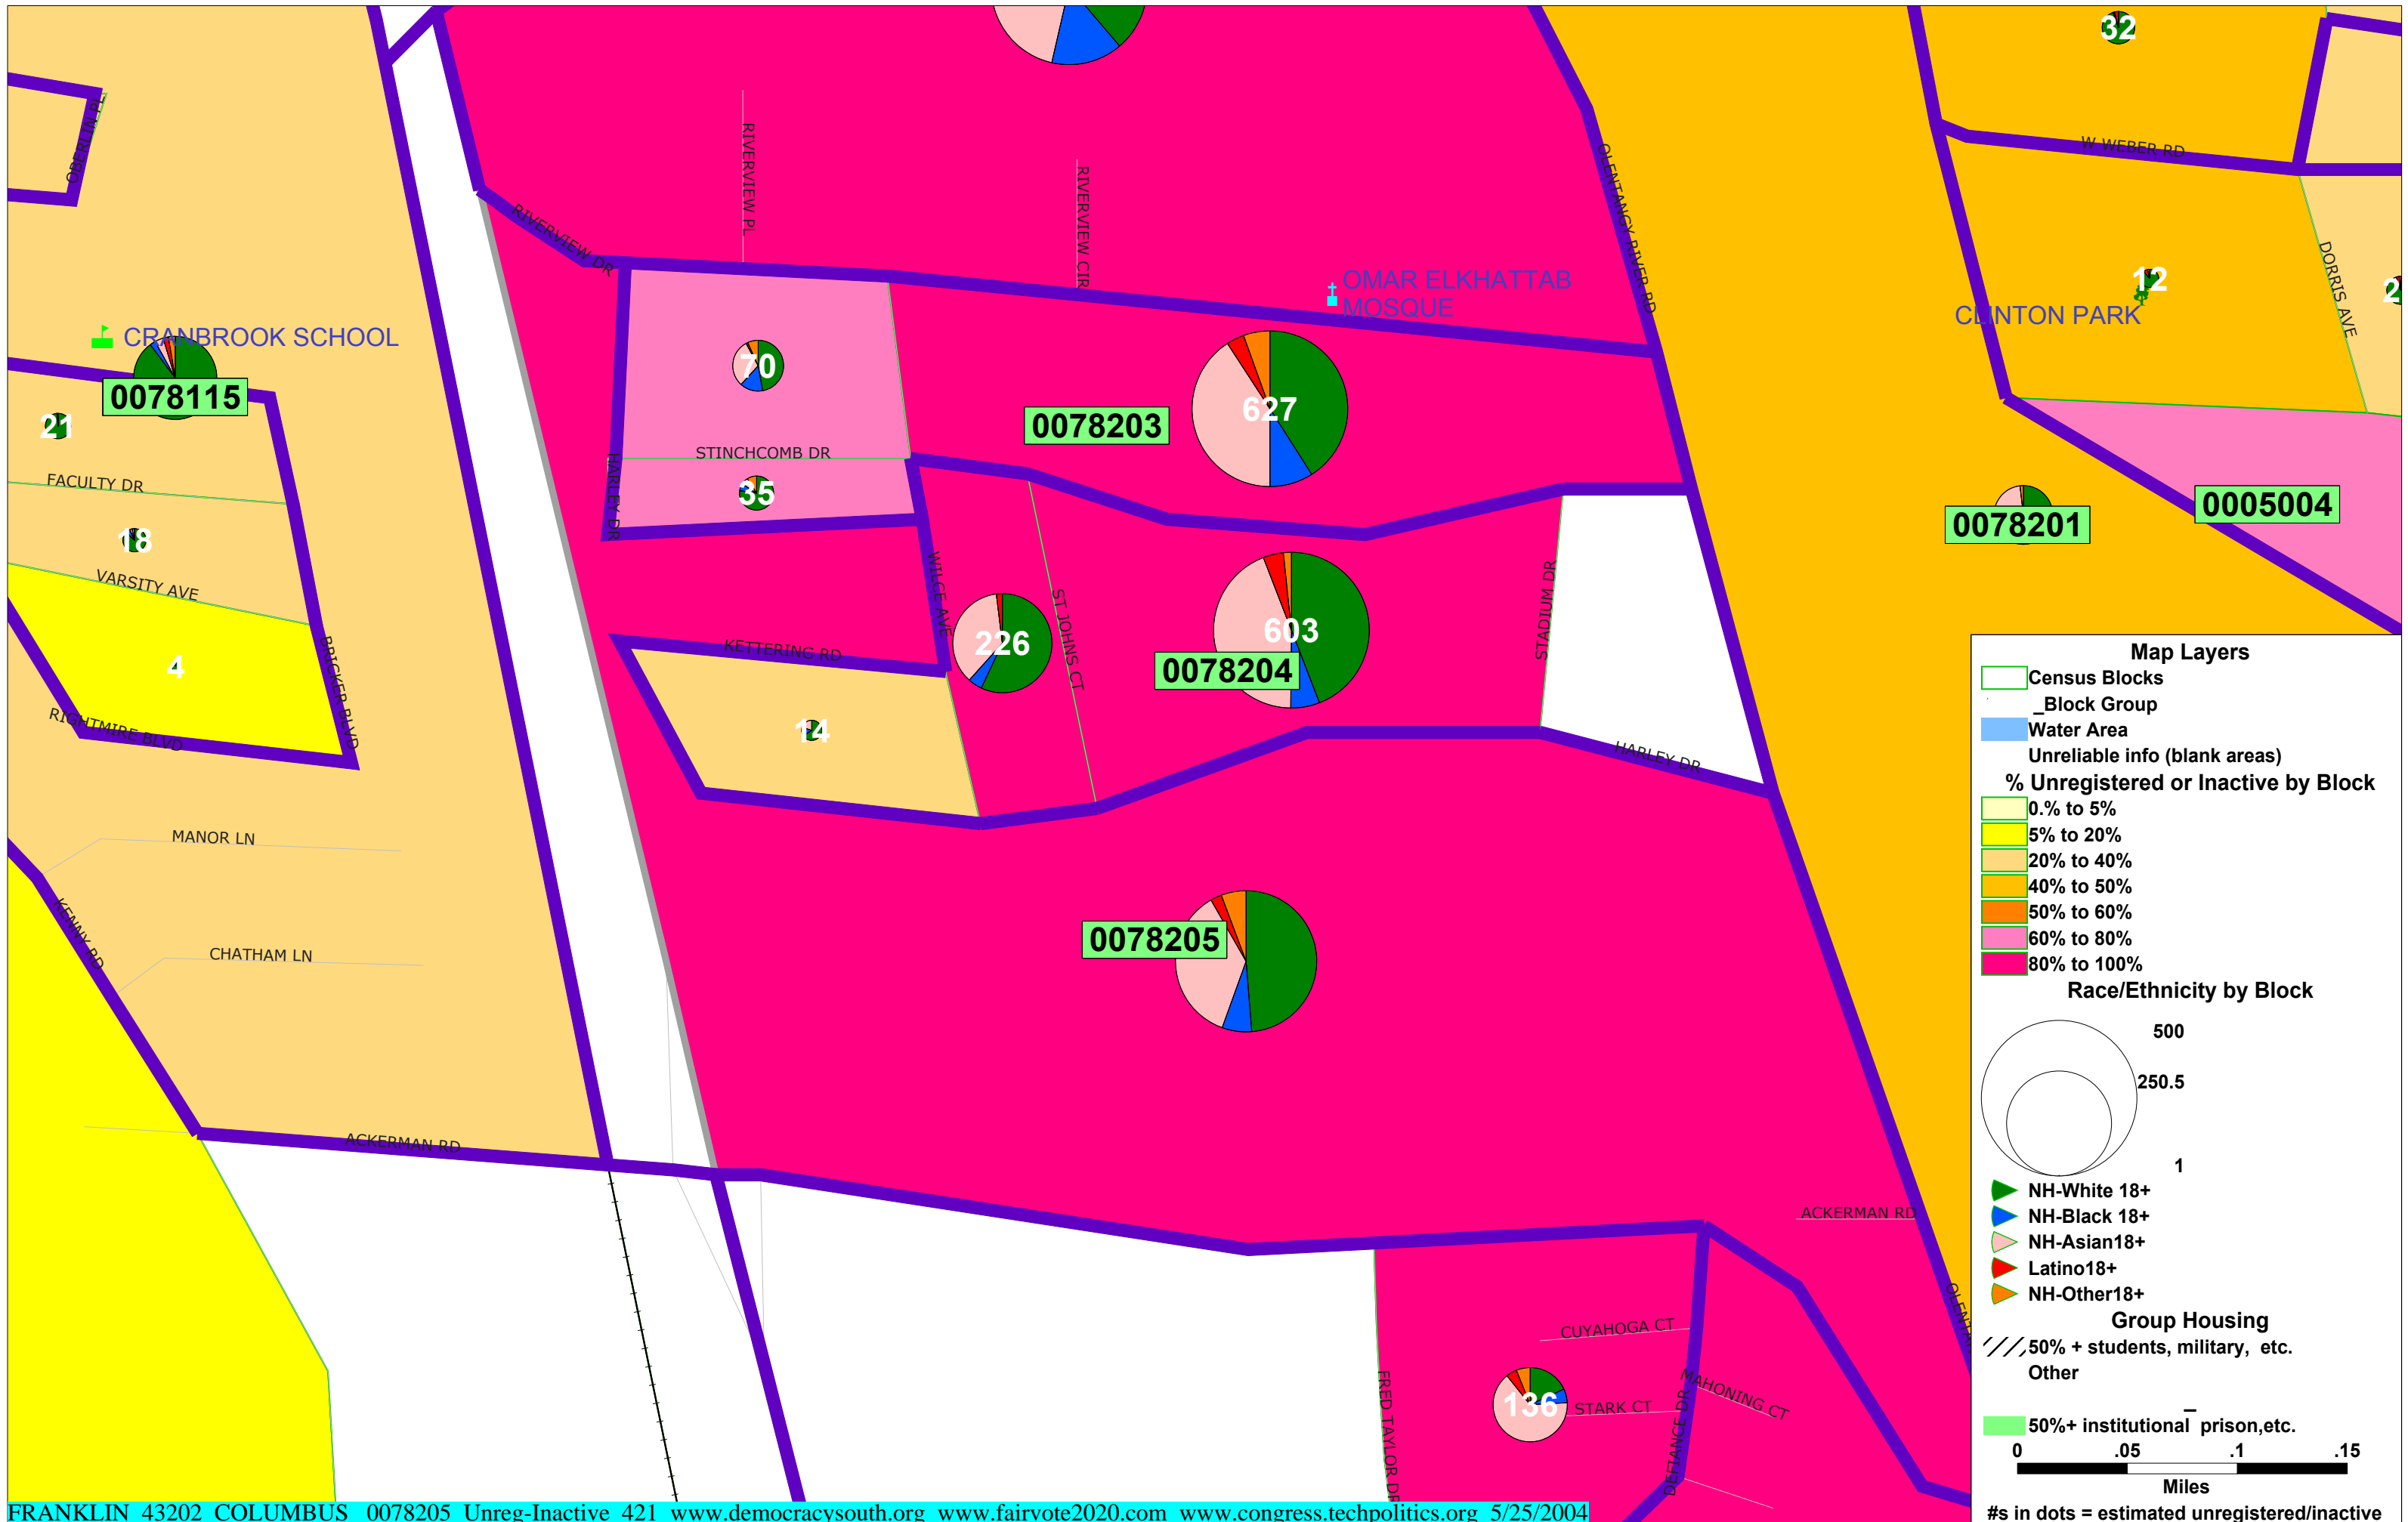 32
W WEBER RD
OBERLIN PL
RIVERVIEW PL
RIVERVIEW CIR
OLENTANGY RIVER RD
RIVERVIEW DR
DORRIS AVE
12
CLINTON PARK
OMAR ELKHATTAB
MOSQUE
CRANBROOK SCHOOL
0078115
21
70
627
0078203
STINCHCOMB DR
HARLEY DR
35
FACULTY DR
18
VARSITY AVE
0078201
0005004
WILCE AVE
ST JOHNS CT
STADIUM DR
226
603
0078204
KETTERING RD
14
4
BRICKER BLVD
RIGHTMIRE BLVD
HARLEY DR
MANOR LN
KENNY RD
CHATHAM LN
0078205
ACKERMAN RD
ACKERMAN RD
CUYAHOGA CT
FRED TAYLOR DR
136
STARK CT
MAHONING CT
DEFIANCE DR
Map Layers
Census Blocks
_Block Group
Water Area
Unreliable info (blank areas)
% Unregistered or Inactive by Block
0.% to 5%
5% to 20%
20% to 40%
40% to 50%
50% to 60%
60% to 80%
80% to 100%
Race/Ethnicity by Block
500
250.5
1
NH-White 18+
NH-Black 18+
NH-Asian18+
Latino18+
NH-Other18+
Group Housing
50% + students, military, etc.
Other
_
50%+ institutional prison,etc.
0 .05 .1 .15
Miles
#s in dots = estimated unregistered/inactive
FRANKLIN 43202 COLUMBUS 0078205 Unreg-Inactive 421 www.democracysouth.org www.fairvote2020.com www.congress.techpolitics.org 5/25/2004